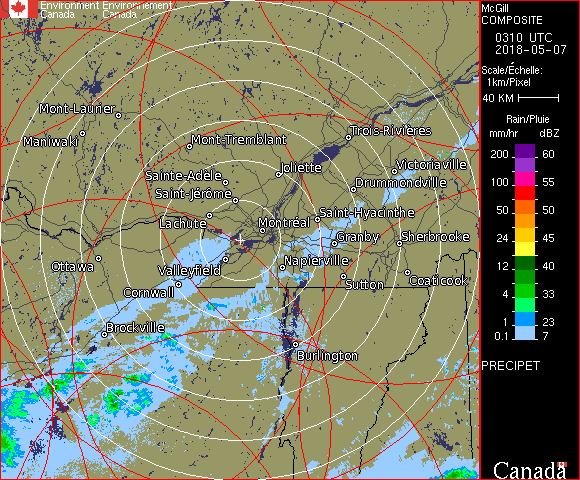 Environment Environnement
Canada Canada
McGill
COMPOSITE
0310 UTC
2018-05-07
Scale/Échelle:
1km/Pixel
40 KM
Rain/Pluie
mm/hr dBZ
200 60
100 55
50 50
24 45
12 40
4 33
1 23
0.1 7
PRECIPET
Canada
Mont-Laurier
Maniwaki
Mont-Tremblant
Trois-Rivières
Joliette
Victoriaville
Sainte-Adèle
Drummondville
Saint-Jérôme
Saint-Hyacinthe
Lachute
Montréal
Granby
Sherbrooke
Ottawa
Valleyfield
Napierville
Cornwall
Sutton
Coaticook
Brockville
Burlington